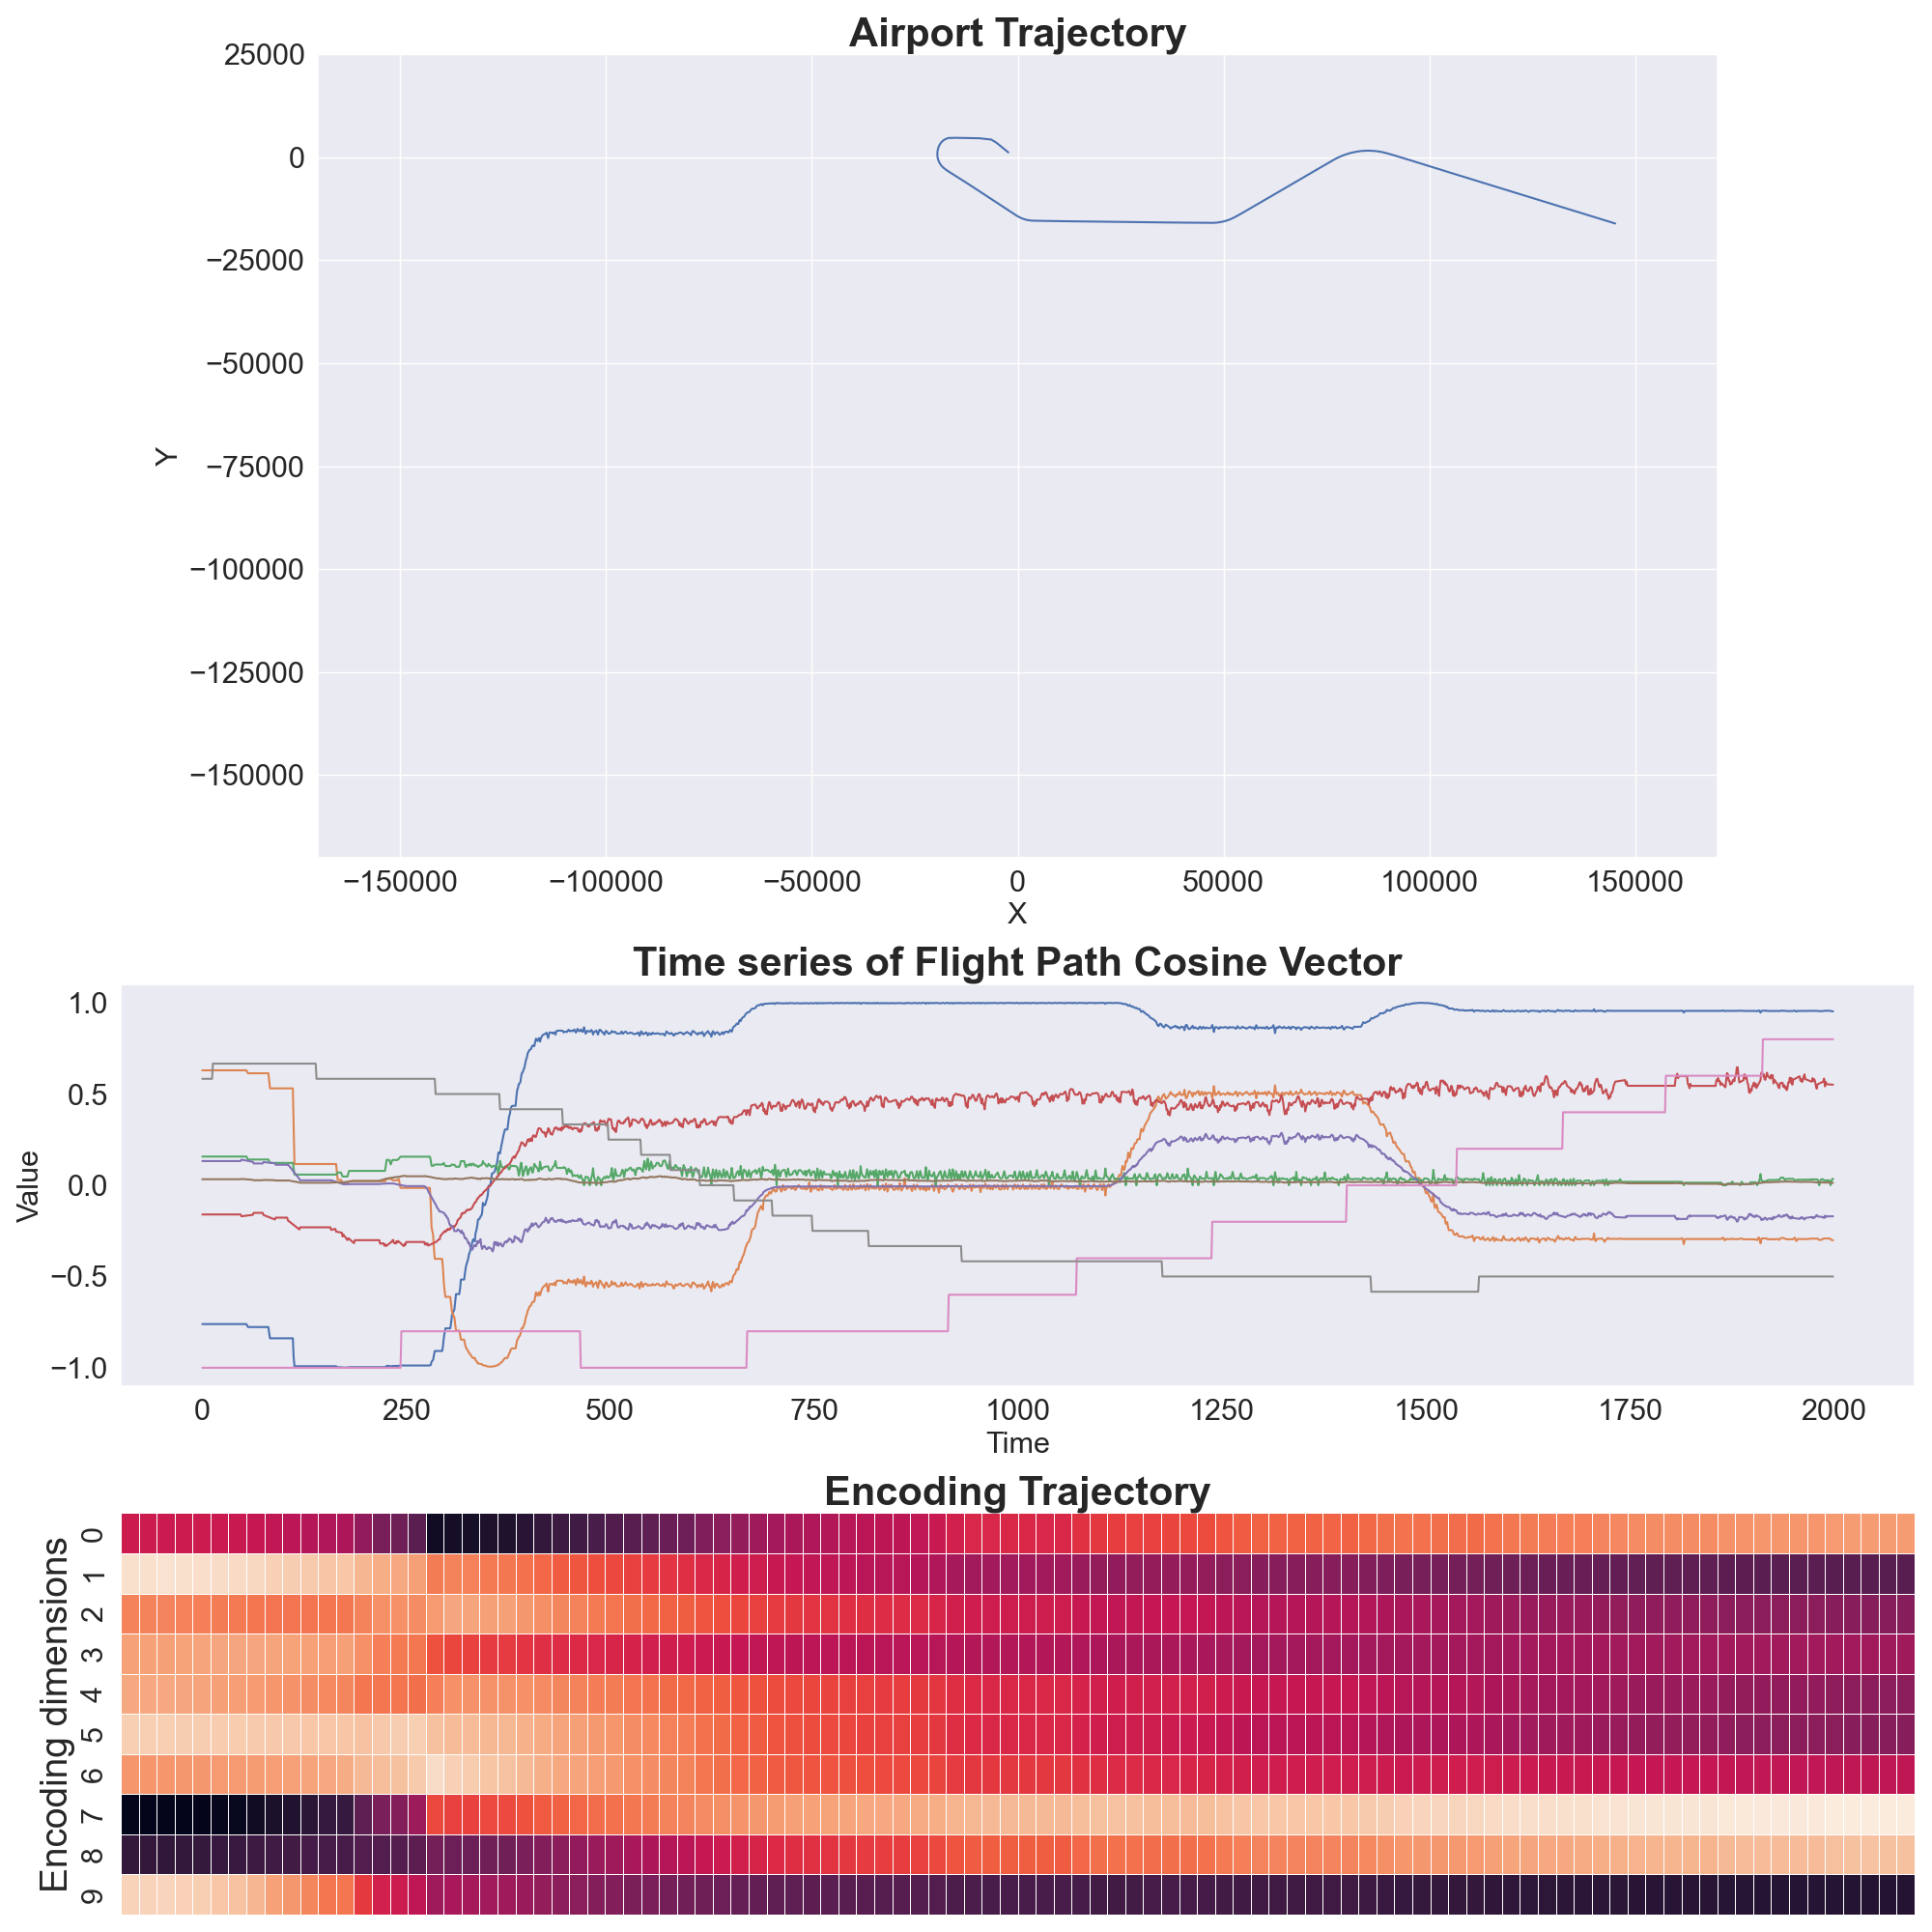 Airport Trajectory
25000
0
−25000
−50000
−75000
−100000
−125000
−150000
Y
−150000 −100000 −50000 0 50000 100000 150000
X
Time series of Flight Path Cosine Vector
1.0
0.5
0.0
−0.5
−1.0
Value
0 250 500 750 1000 1250 1500 1750 2000
Time
Encoding Trajectory
Encoding dimensions
0
1
2
3
4
5
6
7
8
9